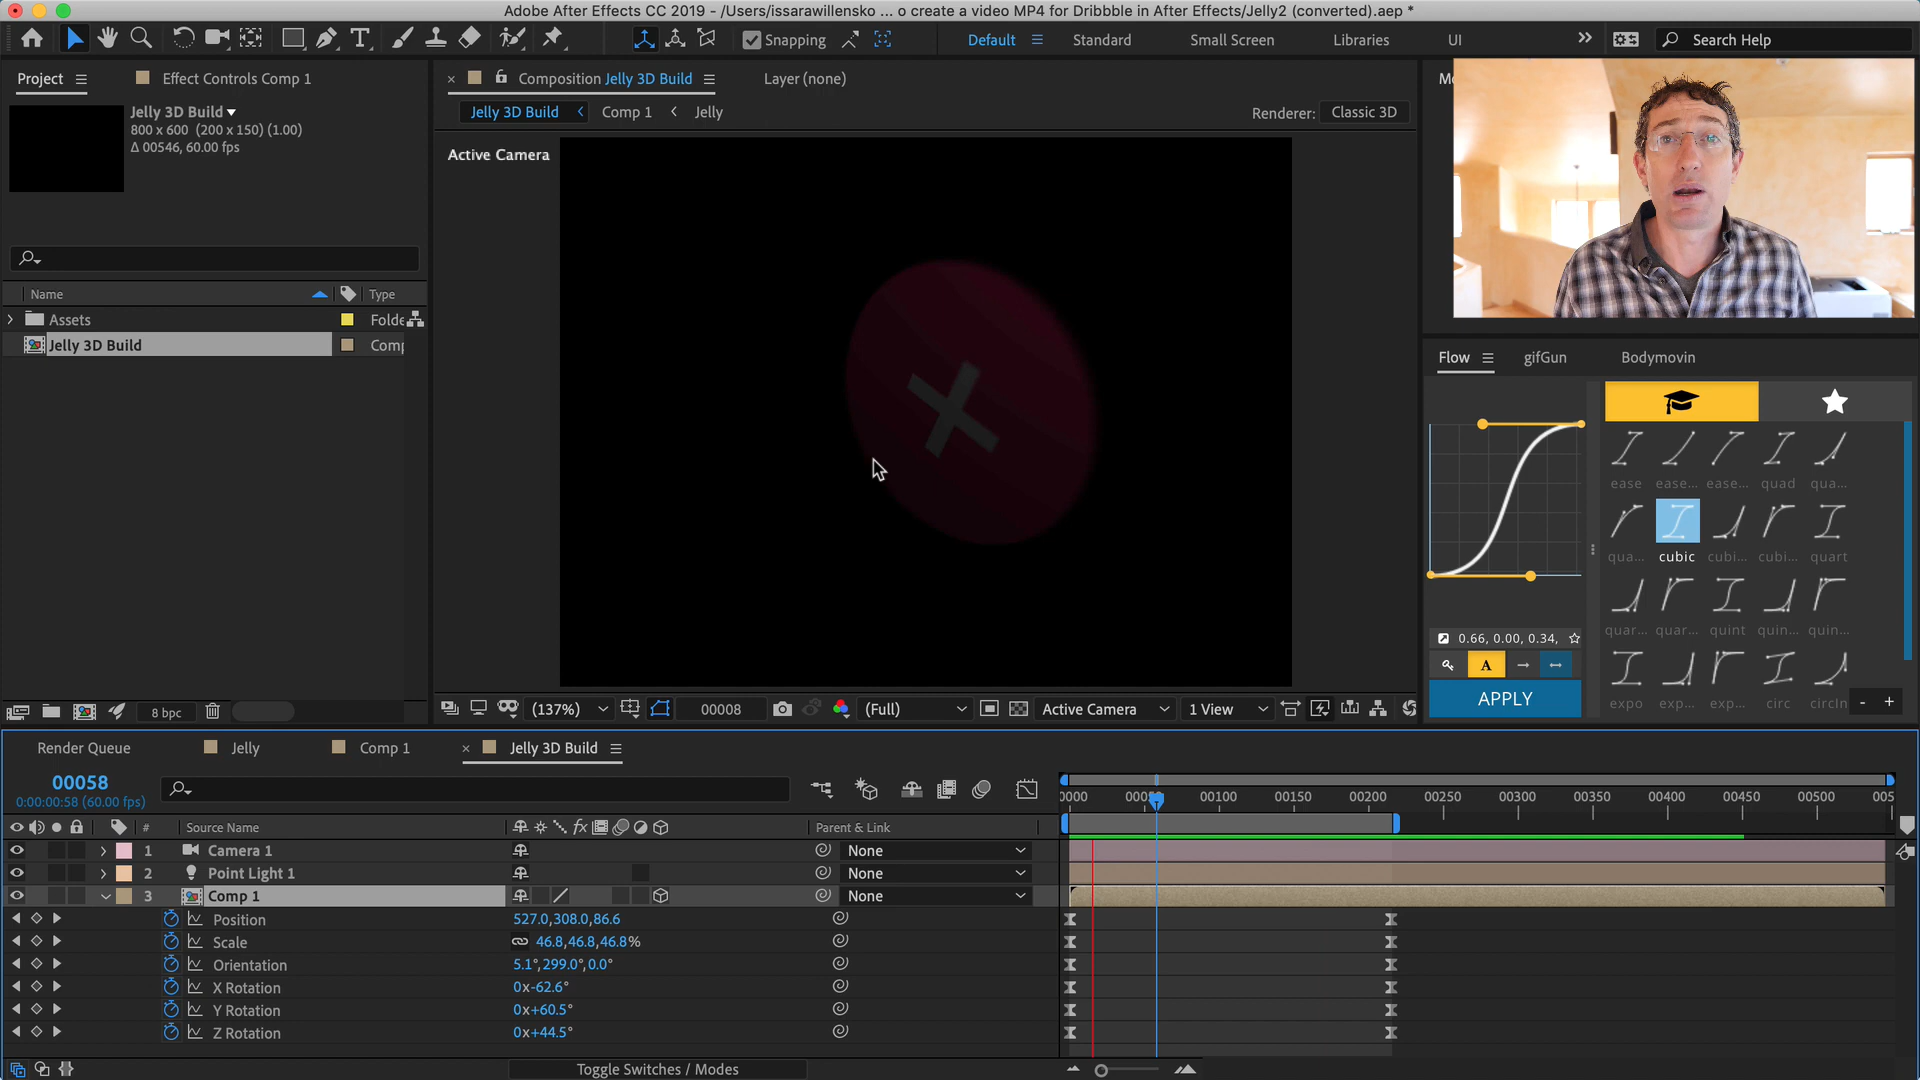 Adobe After Effects CC 2019 - /Users/issarawillensko ... o create a video MP4 for Dribbble in After Effects/Jelly2 (converted).aep *
Snapping
Default
Standard
Small Screen
Libraries
UI
Search Help
Project
Effect Controls Comp 1
Composition Jelly 3D Build
Layer (none)
Jelly 3D Build
800 x 600 (200 x 150) (1.00)
Δ 00546, 60.00 fps
Jelly 3D Build
Comp 1
Jelly
Renderer:
Classic 3D
Active Camera
Name
Type
Assets
Folde
Jelly 3D Build
Comp
8 bpc
(137%)
00008
(Full)
Active Camera
1 View
Flow
gifGun
Bodymovin
ease
ease...
ease...
quad
qua...
qua...
cubic
cubi...
cubi...
quart
quar...
quar...
quint
quin...
quin...
expo
exp...
exp...
circ
circIn
0.66, 0.00, 0.34,
A
APPLY
- +
Render Queue
Jelly
Comp 1
Jelly 3D Build
00058
0:00:00:58 (60.00 fps)
0000
00100
00150
00200
00250
00300
00350
00400
00450
00500
005
#
Source Name
fx
Parent & Link
1
Camera 1
None
2
Point Light 1
None
3
Comp 1
None
Position
527.0,308.0,86.6
Scale
46.8,46.8,46.8%
Orientation
5.1°,299.0°,0.0°
X Rotation
0x-62.6°
Y Rotation
0x+60.5°
Z Rotation
0x+44.5°
Toggle Switches / Modes